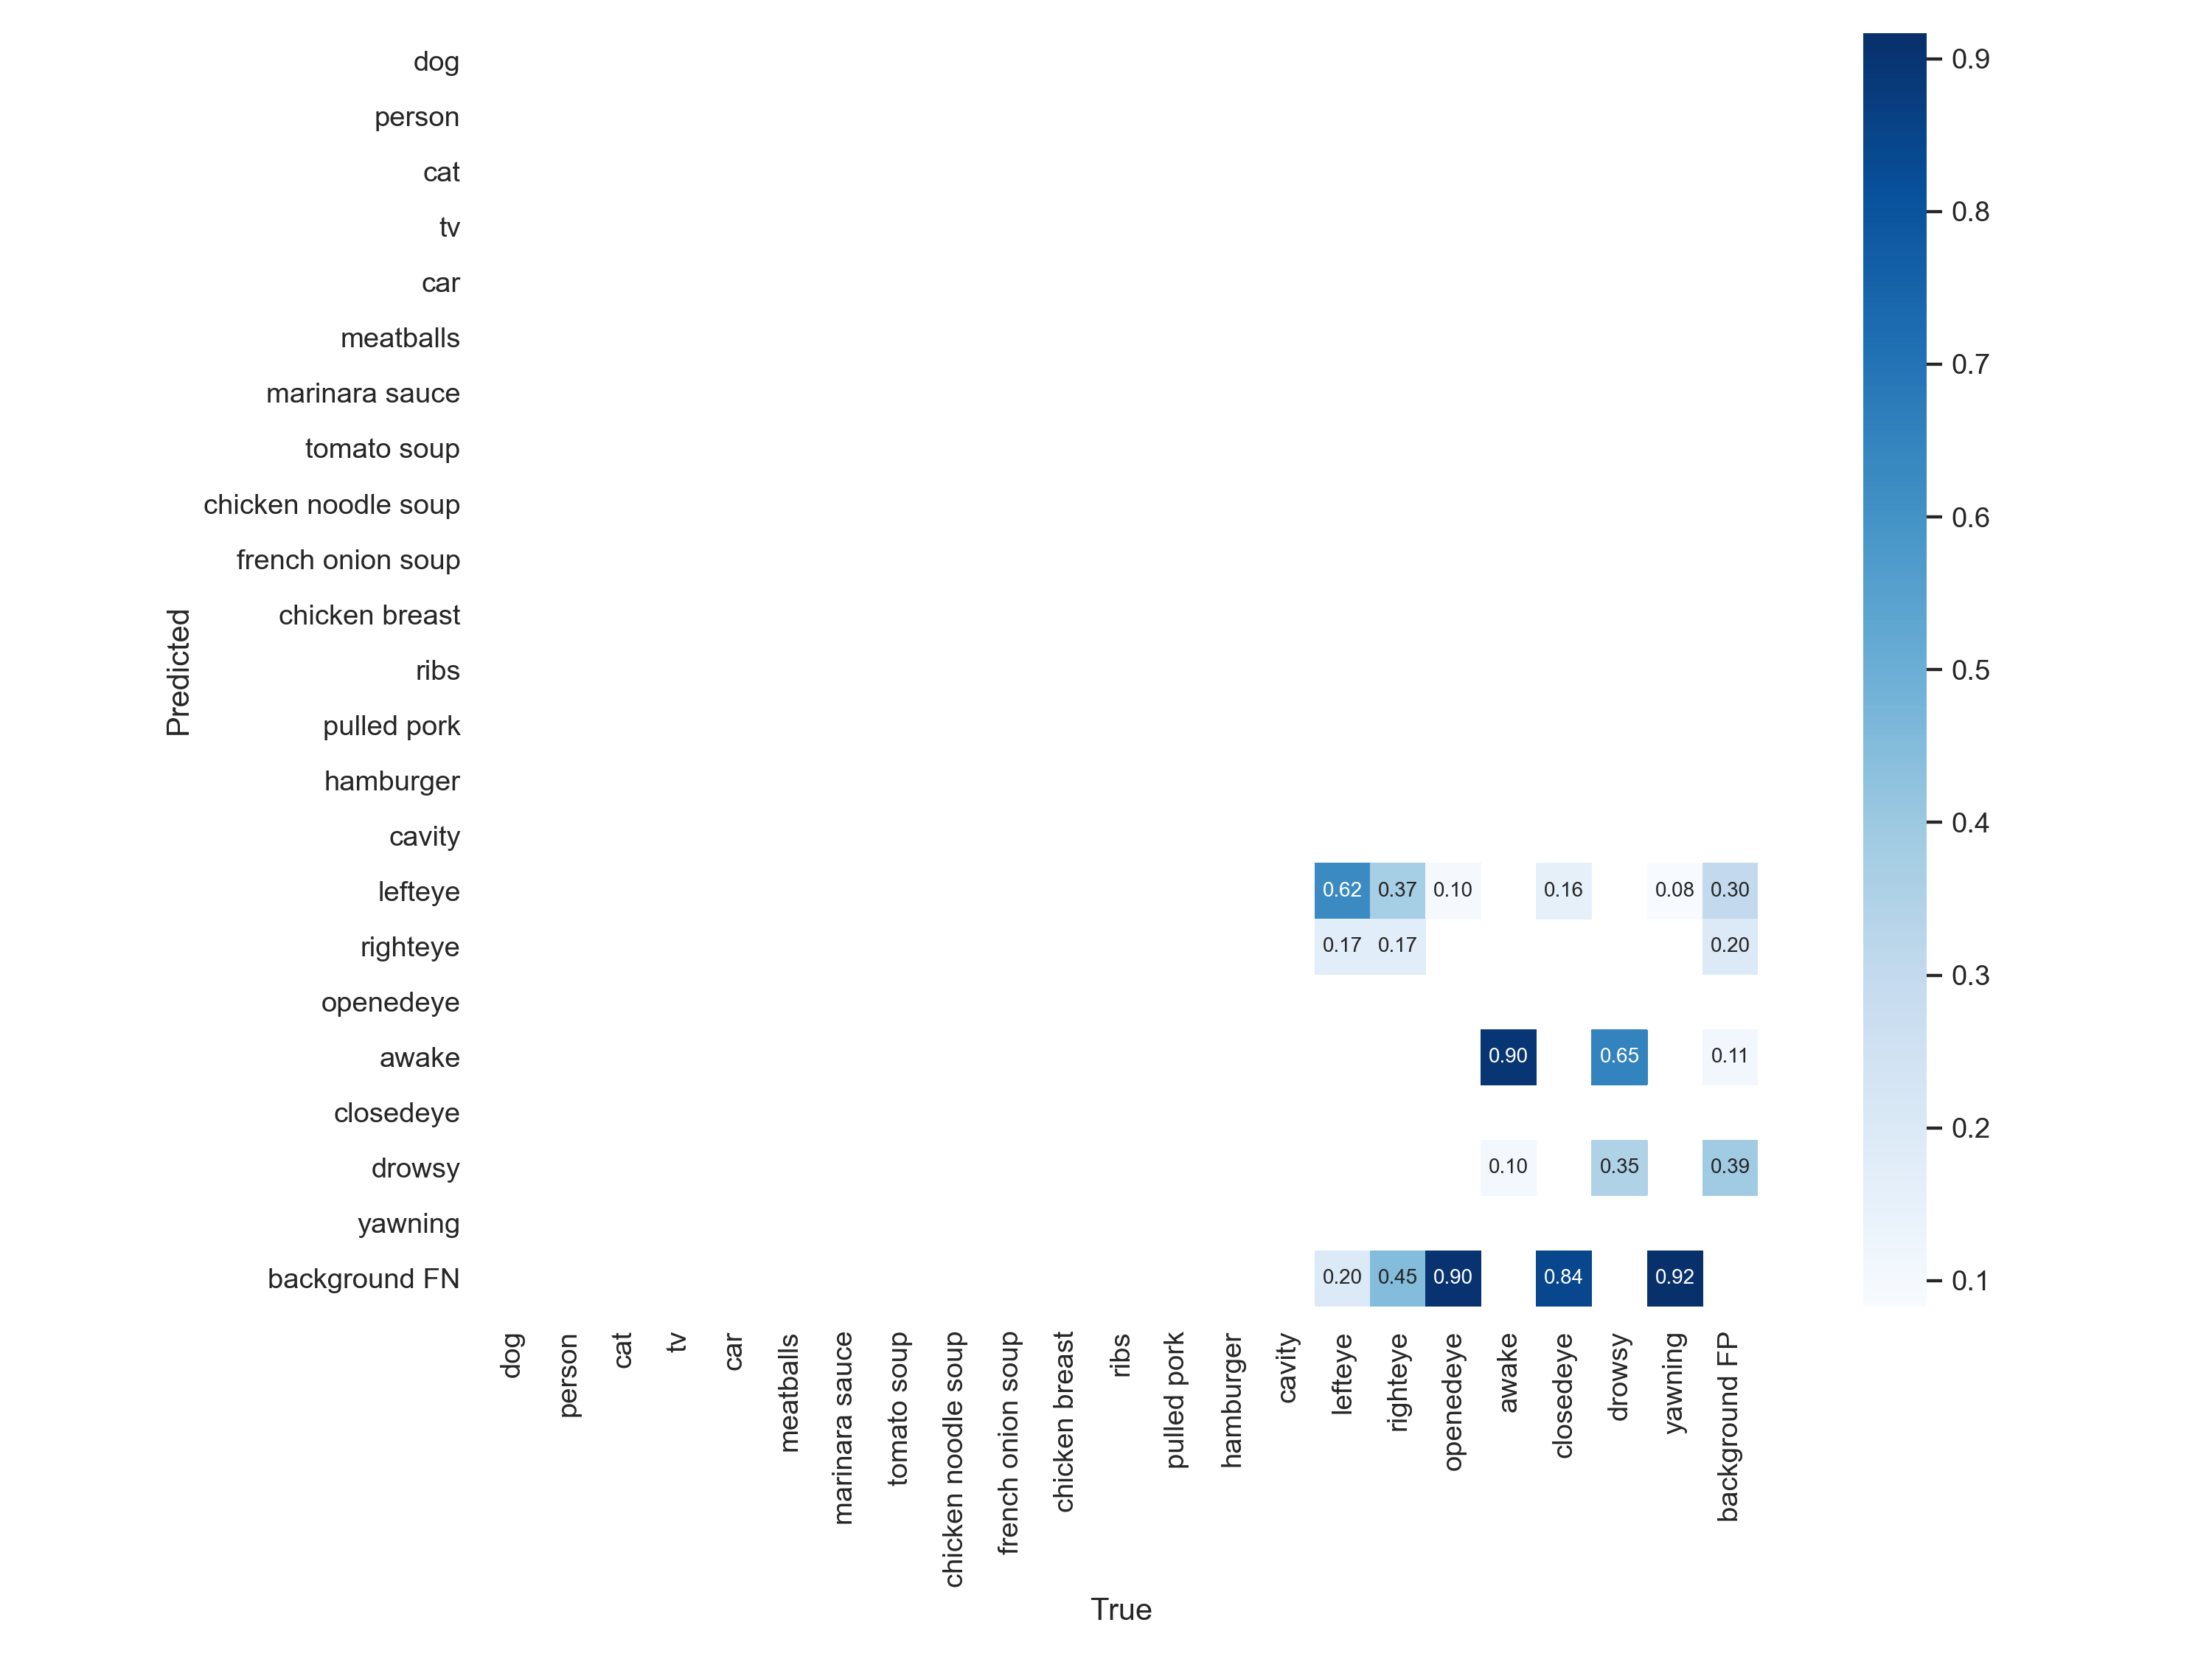 dog
person
cat
tv
car
meatballs
marinara sauce
tomato soup
chicken noodle soup
french onion soup
chicken breast
ribs
pulled pork
hamburger
cavity
lefteye
righteye
openedeye
awake
closedeye
drowsy
yawning
background FN
Predicted
0.62 0.37 0.10 0.16 0.08 0.30
0.17 0.17 0.20
0.90 0.65 0.11
0.10 0.35 0.39
0.20 0.45 0.90 0.84 0.92
dog
person
cat
tv
car
meatballs
marinara sauce
tomato soup
chicken noodle soup
french onion soup
chicken breast
ribs
pulled pork
hamburger
cavity
lefteye
righteye
openedeye
awake
closedeye
drowsy
yawning
background FP
True
0.9
0.8
0.7
0.6
0.5
0.4
0.3
0.2
0.1